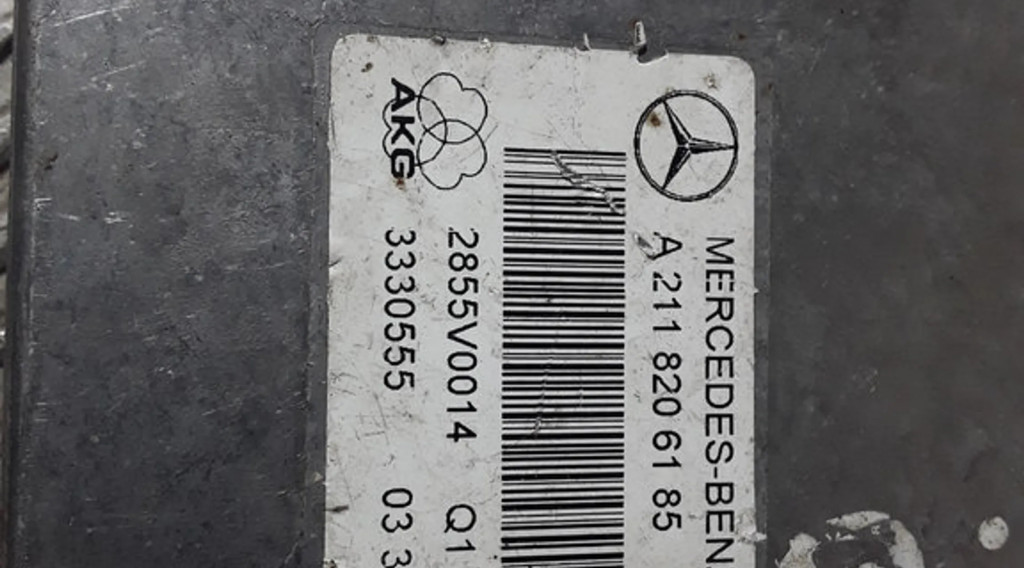 MERCEDES-BEN
A 211 820 61 85
AKG
2855V0014 Q1
3330555 03 3